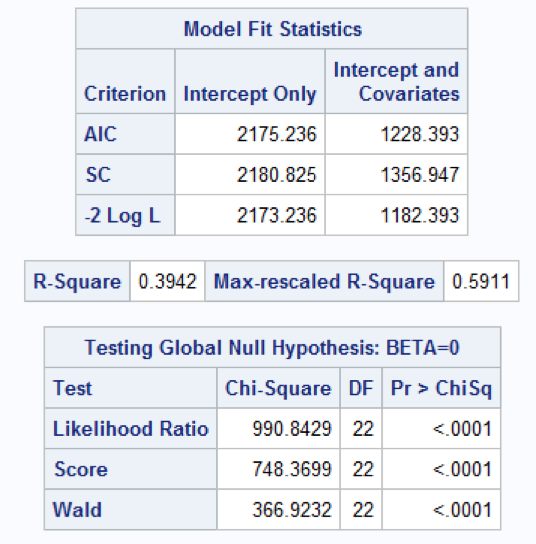 Model Fit Statistics
Criterion Intercept Only Intercept and
Covariates
AIC 2175.236 1228.393
SC 2180.825 1356.947
-2 Log L 2173.236 1182.393
R-Square 0.3942 Max-rescaled R-Square 0.5911
Testing Global Null Hypothesis: BETA=0
Test Chi-Square DF Pr > ChiSq
Likelihood Ratio 990.8429 22 <.0001
Score 748.3699 22 <.0001
Wald 366.9232 22 <.0001